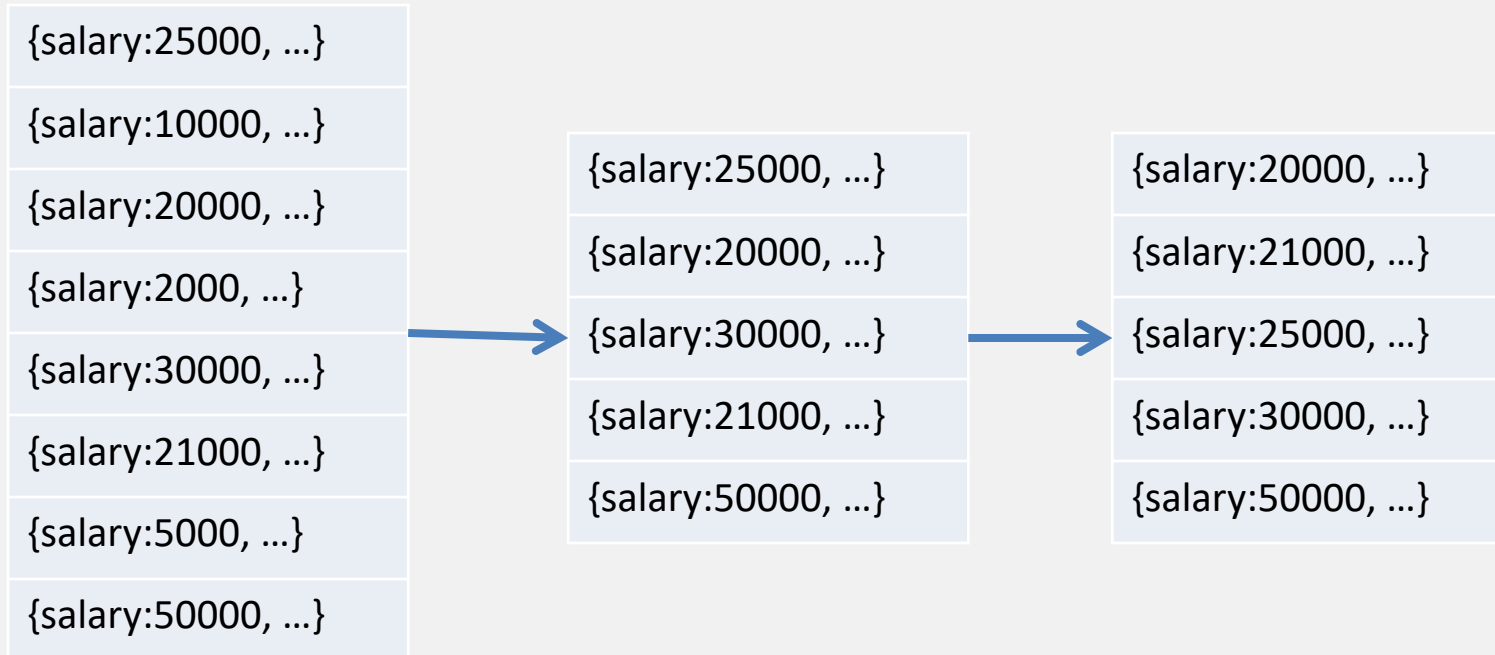 {salary:25000, …}
{salary:10000, …}
{salary:20000, …}
{salary:2000, …}
{salary:30000, …}
{salary:21000, …}
{salary:5000, …}
{salary:50000, …}
{salary:25000, …}
{salary:20000, …}
{salary:30000, …}
{salary:21000, …}
{salary:50000, …}
{salary:20000, …}
{salary:21000, …}
{salary:25000, …}
{salary:30000, …}
{salary:50000, …}